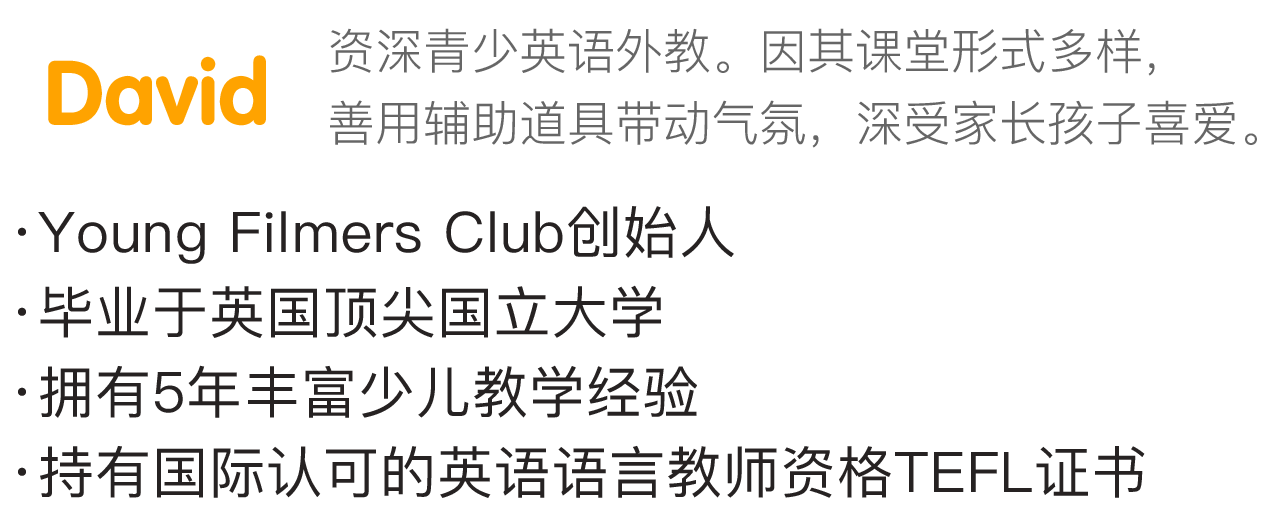 David
资深青少英语外教。因其课堂形式多样，
善用辅助道具带动气氛，深受家长孩子喜爱。
·Young Filmers Club创始人
·毕业于英国顶尖国立大学
·拥有5年丰富少儿教学经验
·持有国际认可的英语语言教师资格TEFL证书